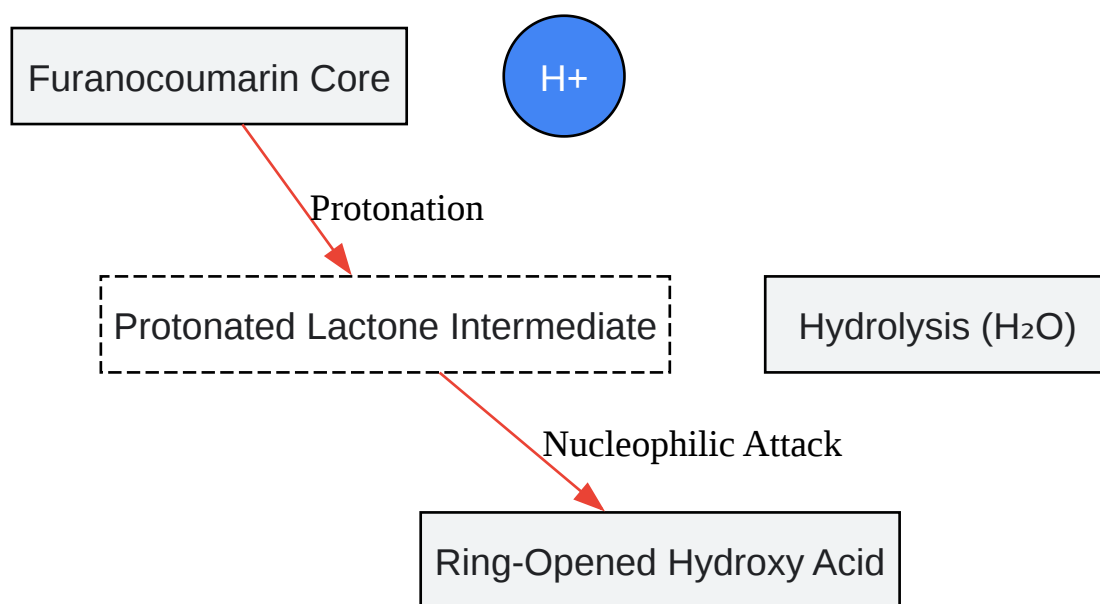 Furanocoumarin Core
H+
Protonation
Protonated Lactone Intermediate
Hydrolysis (H₂O)
Nucleophilic Attack
Ring-Opened Hydroxy Acid